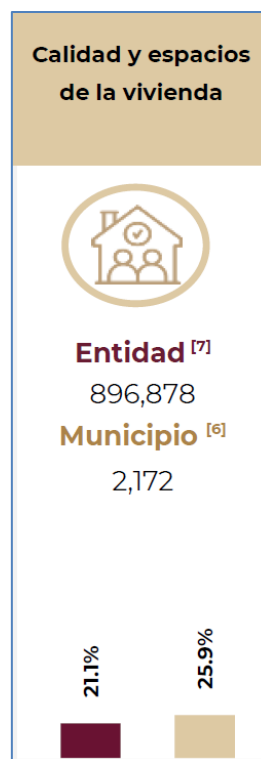 Calidad y espacios
de la vivienda
Entidad [7]
896,878
Municipio [6]
2,172
21.1%
25.9%